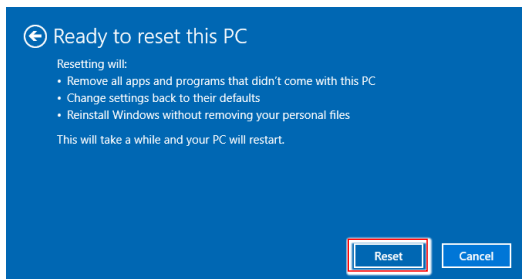 Ready to reset this PC
Resetting will:
• Remove all apps and programs that didn't come with this PC
• Change settings back to their defaults
• Reinstall Windows without removing your personal files
This will take a while and your PC will restart.
Reset
Cancel